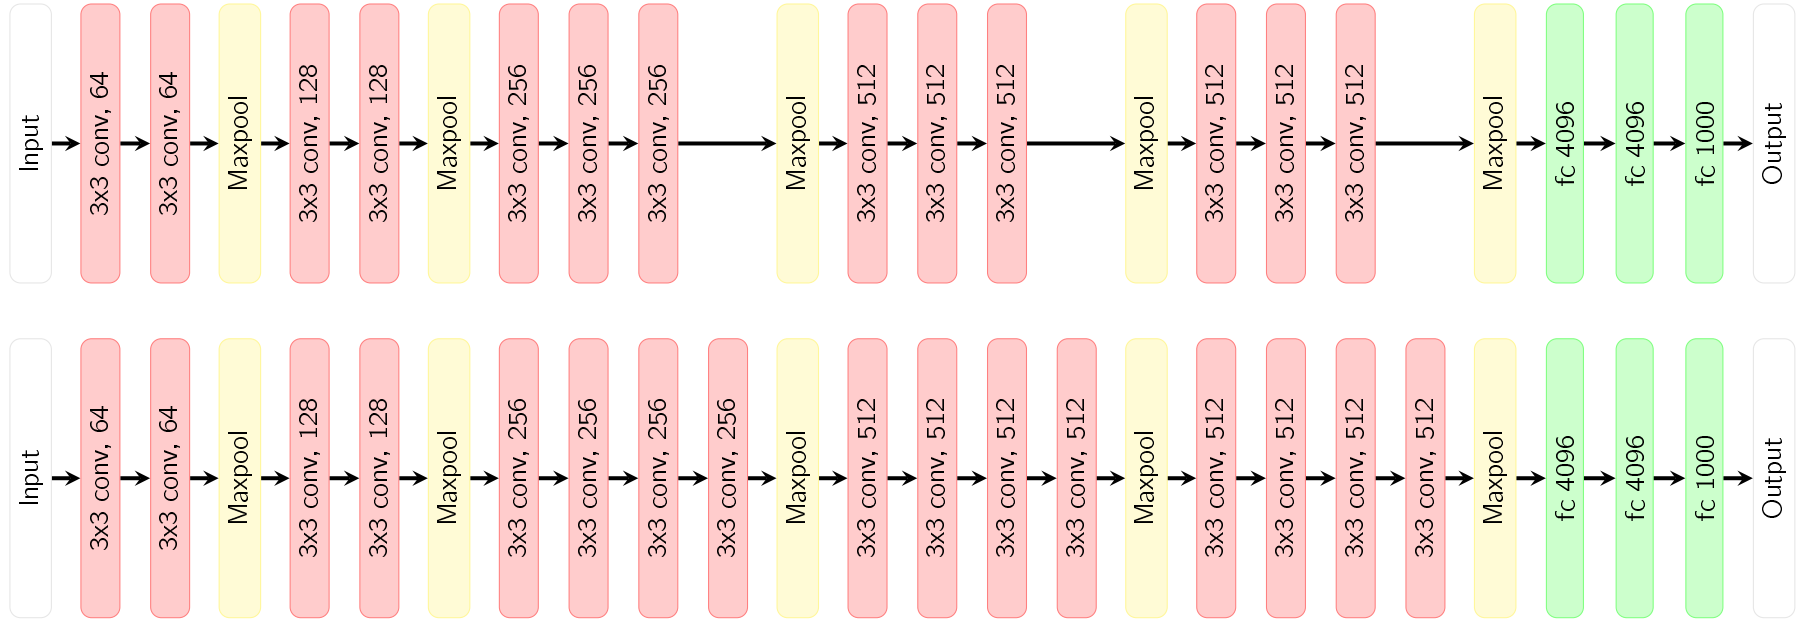 Input
3x3 conv, 64
3x3 conv, 64
Maxpool
3x3 conv, 128
3x3 conv, 128
Maxpool
3x3 conv, 256
3x3 conv, 256
3x3 conv, 256
Maxpool
3x3 conv, 512
3x3 conv, 512
3x3 conv, 512
Maxpool
3x3 conv, 512
3x3 conv, 512
3x3 conv, 512
Maxpool
fc 4096
fc 4096
fc 1000
Output
Input
3x3 conv, 64
3x3 conv, 64
Maxpool
3x3 conv, 128
3x3 conv, 128
Maxpool
3x3 conv, 256
3x3 conv, 256
3x3 conv, 256
3x3 conv, 256
Maxpool
3x3 conv, 512
3x3 conv, 512
3x3 conv, 512
3x3 conv, 512
Maxpool
3x3 conv, 512
3x3 conv, 512
3x3 conv, 512
3x3 conv, 512
Maxpool
fc 4096
fc 4096
fc 1000
Output